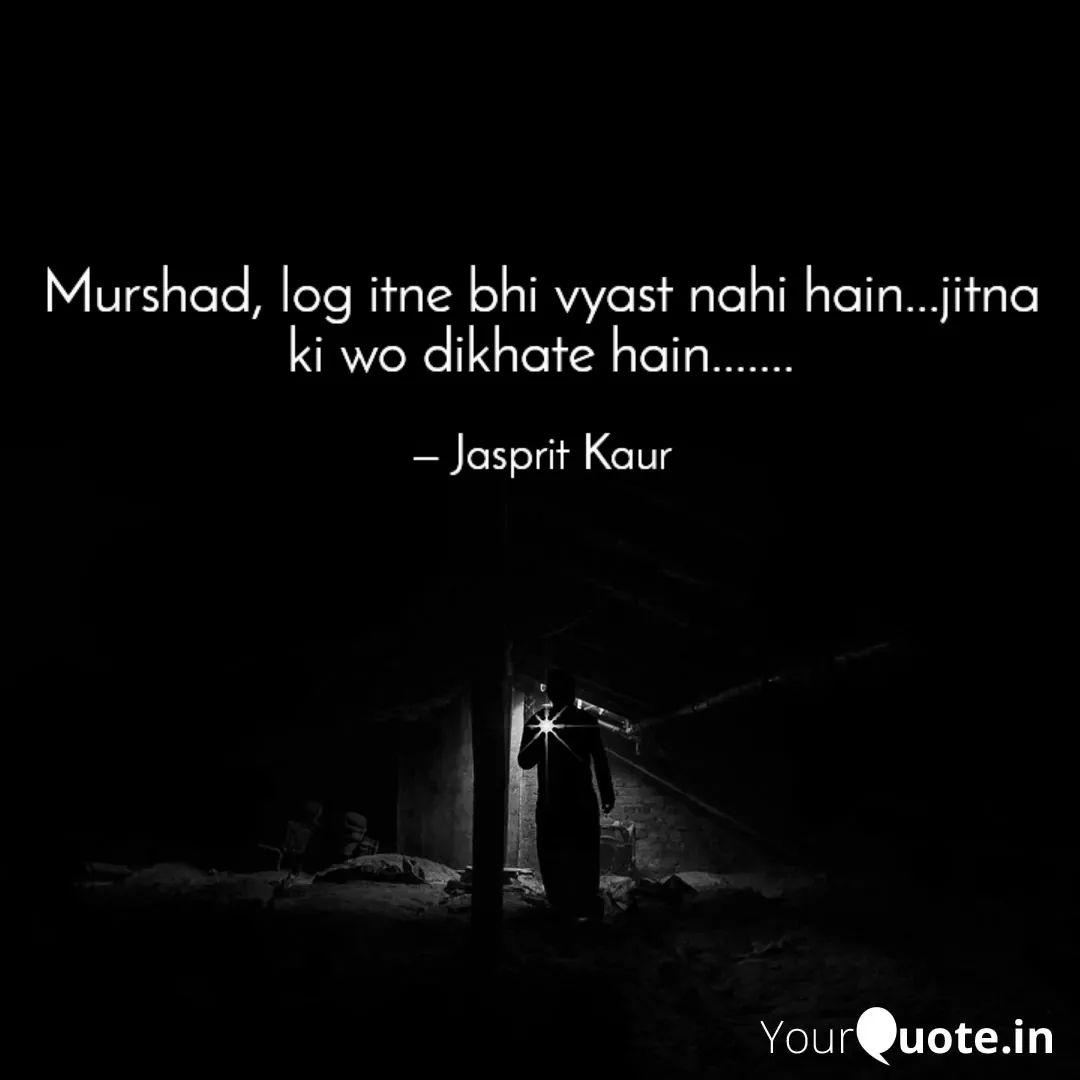 Murshad, log itne bhi vyast nahi hain...jitna
ki wo dikhate hain.......
– Jasprit Kaur
YourQuote.in